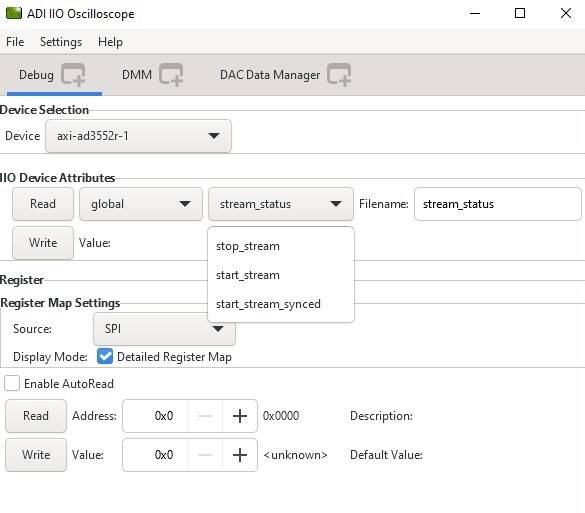 ADI IIO Oscilloscope
File Settings Help
Debug DMM DAC Data Manager
Device Selection
Device axi-ad3552r-1
IIO Device Attributes
Read global stream_status Filename: stream_status
Write Value:
stop_stream
start_stream
start_stream_synced
Register
Register Map Settings
Source: SPI
Display Mode: Detailed Register Map
Enable AutoRead
Read Address: 0x0 0x0000 Description:
Write Value: 0x0 <unknown> Default Value: